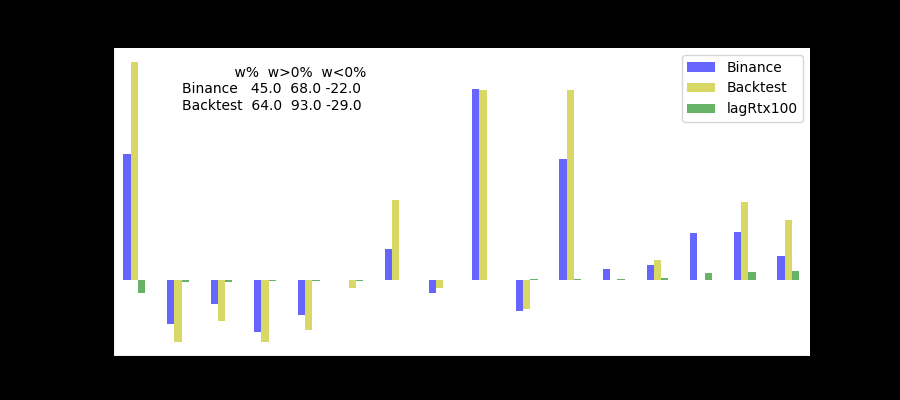 w% w>0% w<0%
Binance 45.0 68.0 -22.0
Backtest 64.0 93.0 -29.0
Binance
Backtest
lagRtx100